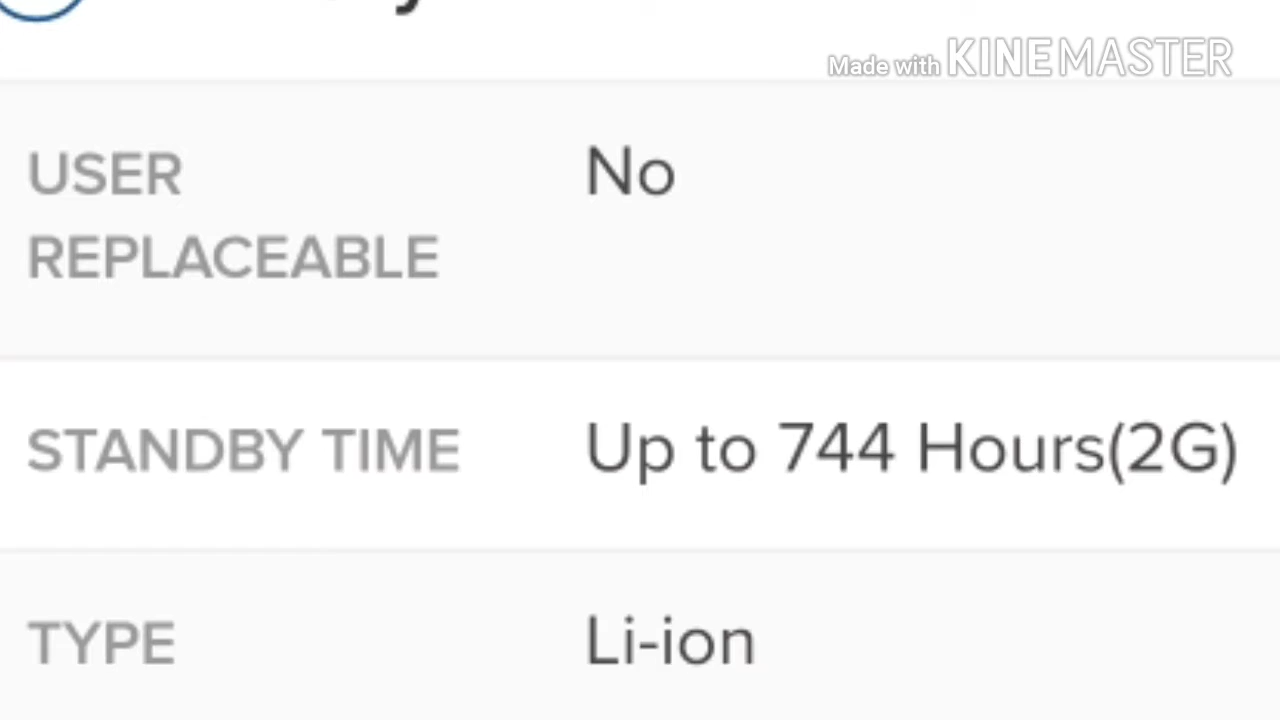 Made with KINEMASTER
USER No
REPLACEABLE
STANDBY TIME Up to 744 Hours(2G)
TYPE Li-ion